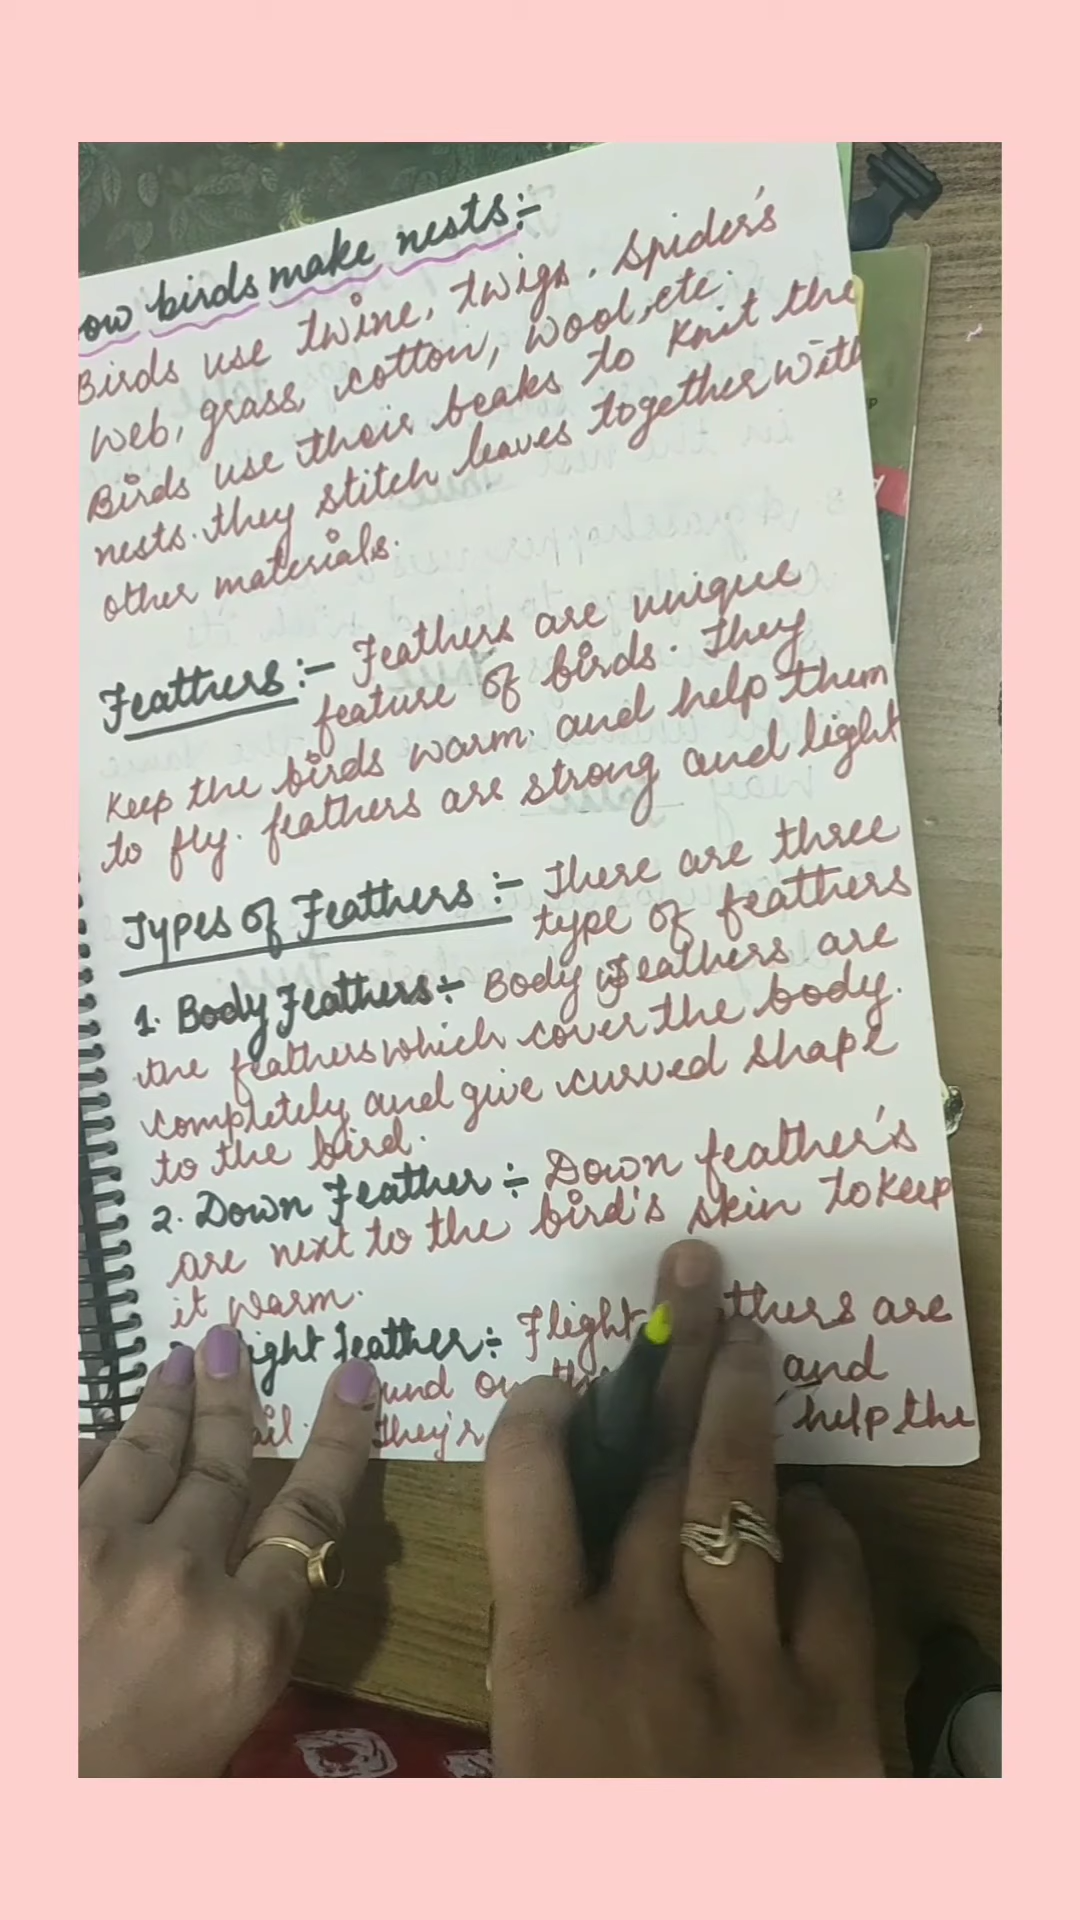 ow birds make nests:-
Birds use twine, twigs. spider's
web, grass, cotton, wool, etc.
Birds use their beaks to knit the
nests. they stitch leaves together with
other materials.
Feathers :- Feathers are unique
feature of birds. They
keep the birds warm. and help them
to fly. feathers are strong and light
Types of Feathers :- There are three
type of feathers
1. Body Feathers:- Body feathers are
the feathers which cover the body.
completely and give curved shape
to the bird.
2. Down Feather :- Down feather's
are next to the bird's skin to keep
it warm.
ight Feather:- Flight thers are
und on and
ail. They'r help the